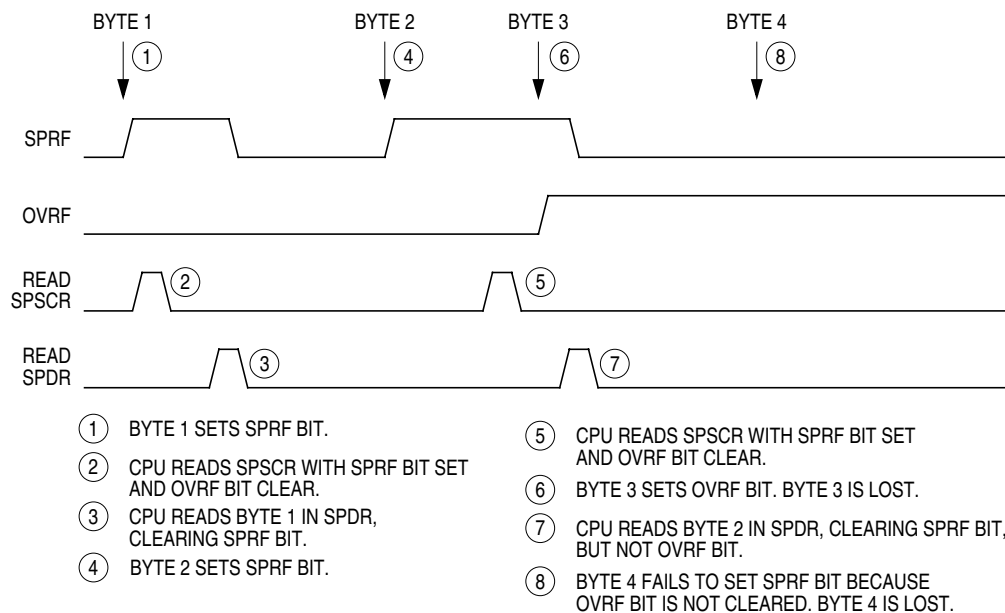 BYTE 1 BYTE 2 BYTE 3 BYTE 4
1 4 6 8
SPRF
OVRF
READ
SPSCR
2 5
READ
SPDR
3 7
1 BYTE 1 SETS SPRF BIT.
2 CPU READS SPSCR WITH SPRF BIT SET
AND OVRF BIT CLEAR.
3 CPU READS BYTE 1 IN SPDR,
CLEARING SPRF BIT.
4 BYTE 2 SETS SPRF BIT.
5 CPU READS SPSCR WITH SPRF BIT SET
AND OVRF BIT CLEAR.
6 BYTE 3 SETS OVRF BIT. BYTE 3 IS LOST.
7 CPU READS BYTE 2 IN SPDR, CLEARING SPRF BIT,
BUT NOT OVRF BIT.
8 BYTE 4 FAILS TO SET SPRF BIT BECAUSE
OVRF BIT IS NOT CLEARED. BYTE 4 IS LOST.